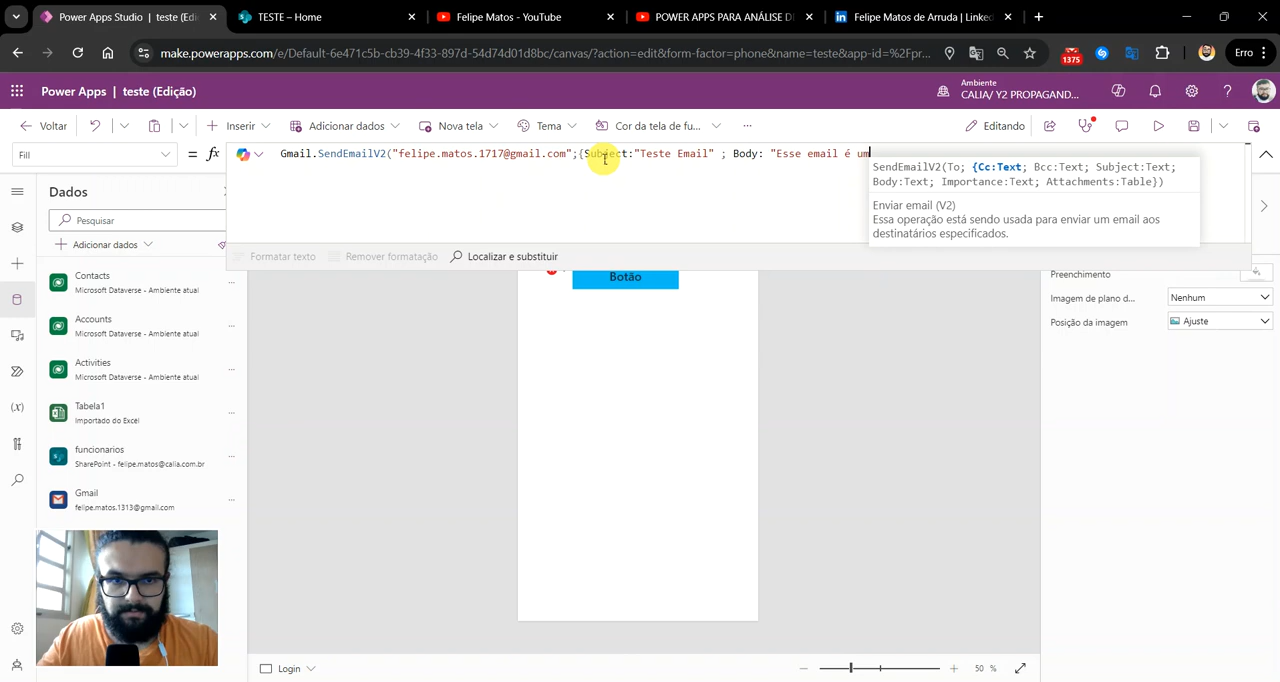 Power Apps Studio | teste (Edi
TESTE – Home
Felipe Matos - YouTube
POWER APPS PARA ANÁLISE DE
Felipe Matos de Arruda | Linke
make.powerapps.com/e/Default-6e471c5b-cb39-4f33-897d-54d74d01d8bc/canvas/?action=edit&form-factor=phone&name=teste&app-id=%2Fpr...
1375
Erro
Power Apps | teste (Edição)
Ambiente
CALIA/ Y2 PROPAGAND...
Voltar
Inserir
Adicionar dados
Nova tela
Tema
Cor da tela de fu...
Editando
Fill
= fx
Gmail.SendEmailV2("felipe.matos.1717@gmail.com";{Subject:"Teste Email" ; Body: "Esse email é um
SendEmailV2(To; {Cc:Text; Bcc:Text; Subject:Text;
Body:Text; Importance:Text; Attachments:Table})
Enviar email (V2)
Essa operação está sendo usada para enviar um email aos
destinatários especificados.
Formatar texto
Remover formatação
Localizar e substituir
Dados
Pesquisar
Adicionar dados
Contacts
Microsoft Dataverse - Ambiente atual
Accounts
Microsoft Dataverse - Ambiente atual
Activities
Microsoft Dataverse - Ambiente atual
Tabela1
Importado do Excel
funcionarios
SharePoint - felipe.matos@calia.com.br
Gmail
felipe.matos.1313@gmail.com
Botão
Preenchimento
Imagem de plano d...
Nenhum
Posição da imagem
Ajuste
Login
50 %